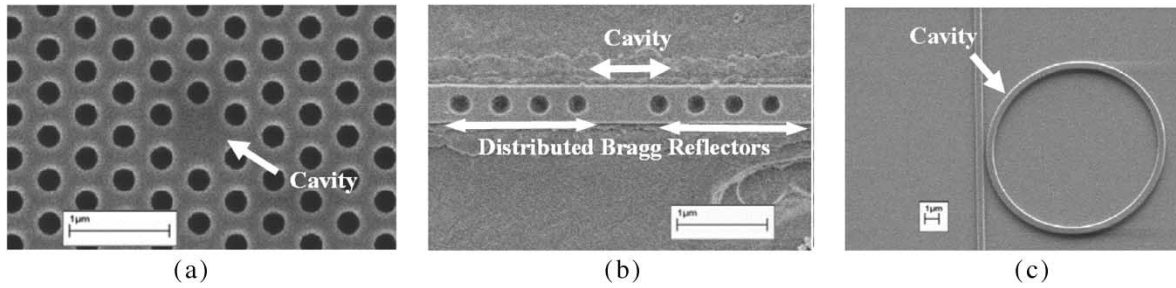 Cavity
1μm
(a)
Cavity
Distributed Bragg Reflectors
1μm
(b)
Cavity
1μm
(c)